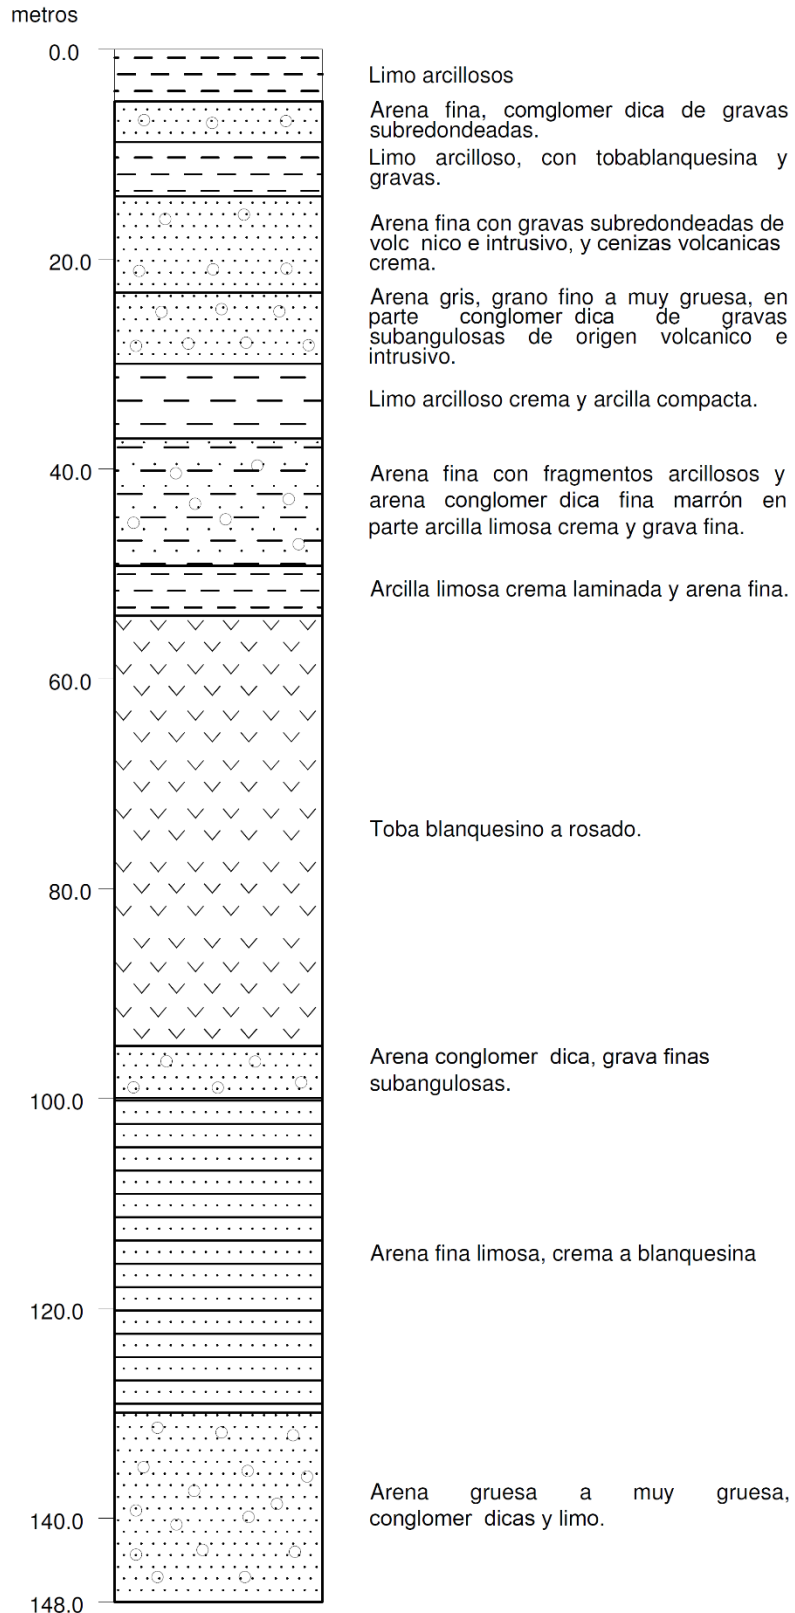 metros
0.0
Limo arcillosos
Arena fina, comglomer dica de gravas
subredondeadas.
Limo arcilloso, con tobablanquesina y
gravas.
Arena fina con gravas subredondeadas de
volc nico e intrusivo, y cenizas volcanicas
20.0
crema.
Arena gris, grano fino a muy gruesa, en
parte conglomer dica de gravas
subangulosas de origen volcanico e
intrusivo.
Limo arcilloso crema y arcilla compacta.
40.0
Arena fina con fragmentos arcillosos y
arena conglomer dica fina marrón en
parte arcilla limosa crema y grava fina.
Arcilla limosa crema laminada y arena fina.
60.0
Toba blanquesino a rosado.
80.0
Arena conglomer dica, grava finas
subangulosas.
100.0
Arena fina limosa, crema a blanquesina
120.0
Arena gruesa a muy gruesa,
conglomer dicas y limo.
140.0
148.0